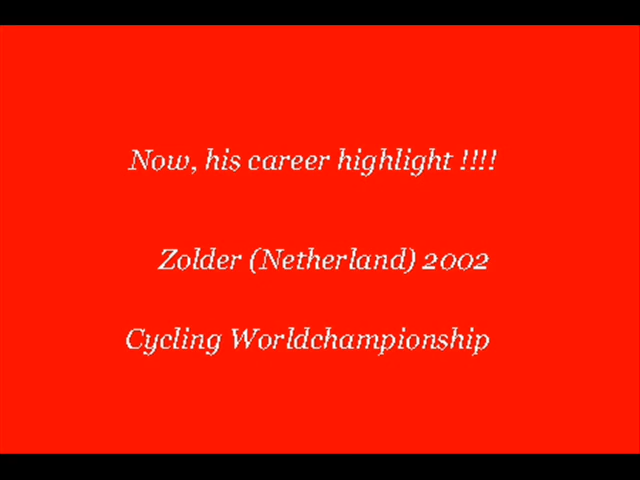 Now, his career highlight !!!!
Zolder (Netherland) 2002
Cycling Worldchampionship